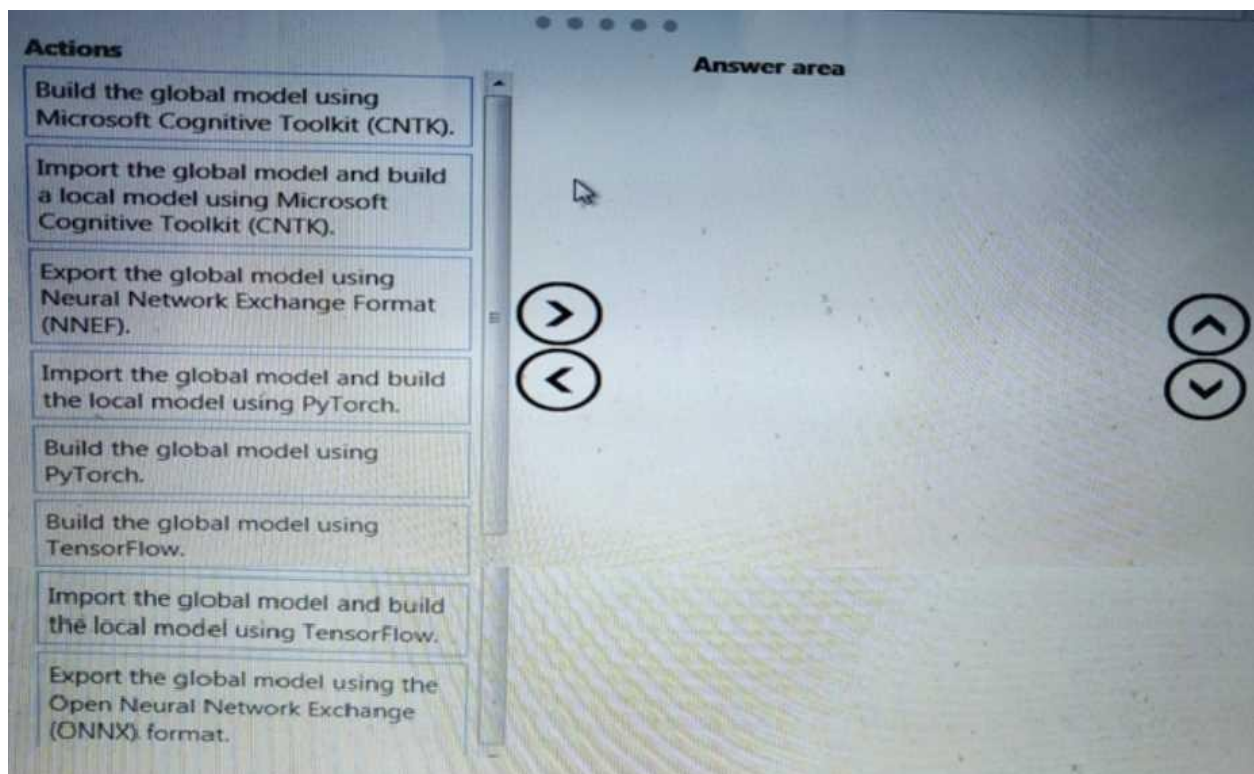 Actions
Answer area
Build the global model using
Microsoft Cognitive Toolkit (CNTK).
Import the global model and build
a local model using Microsoft
Cognitive Toolkit (CNTK).
Export the global model using
Neural Network Exchange Format
(NNEF).
Import the global model and build
the local model using PyTorch.
Build the global model using
PyTorch.
Build the global model using
TensorFlow.
Import the global model and build
the local model using TensorFlow.
Export the global model using the
Open Neural Network Exchange
(ONNX) format.